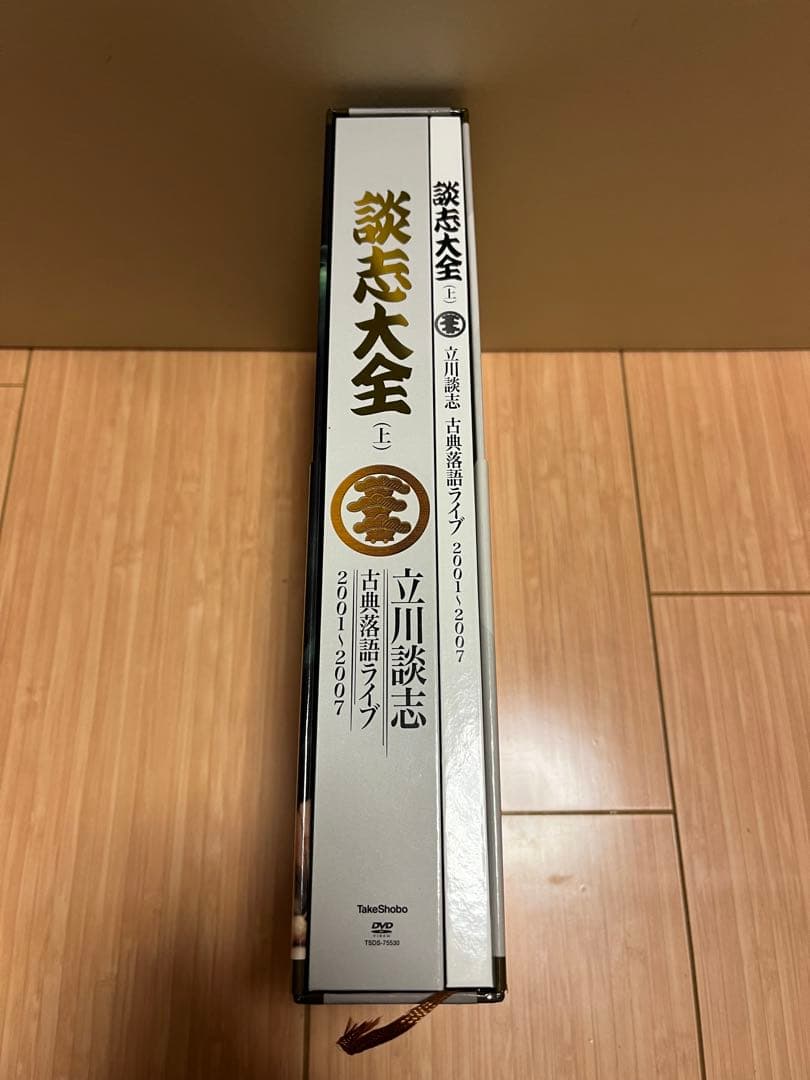 談志大全
(上)
立川談志
古典落語ライブ
2001〜2007
TakeShobo
DVD
VIDEO
TSDS-75530
談志大全
(上)
立川談志 古典落語ライブ 2001〜2007